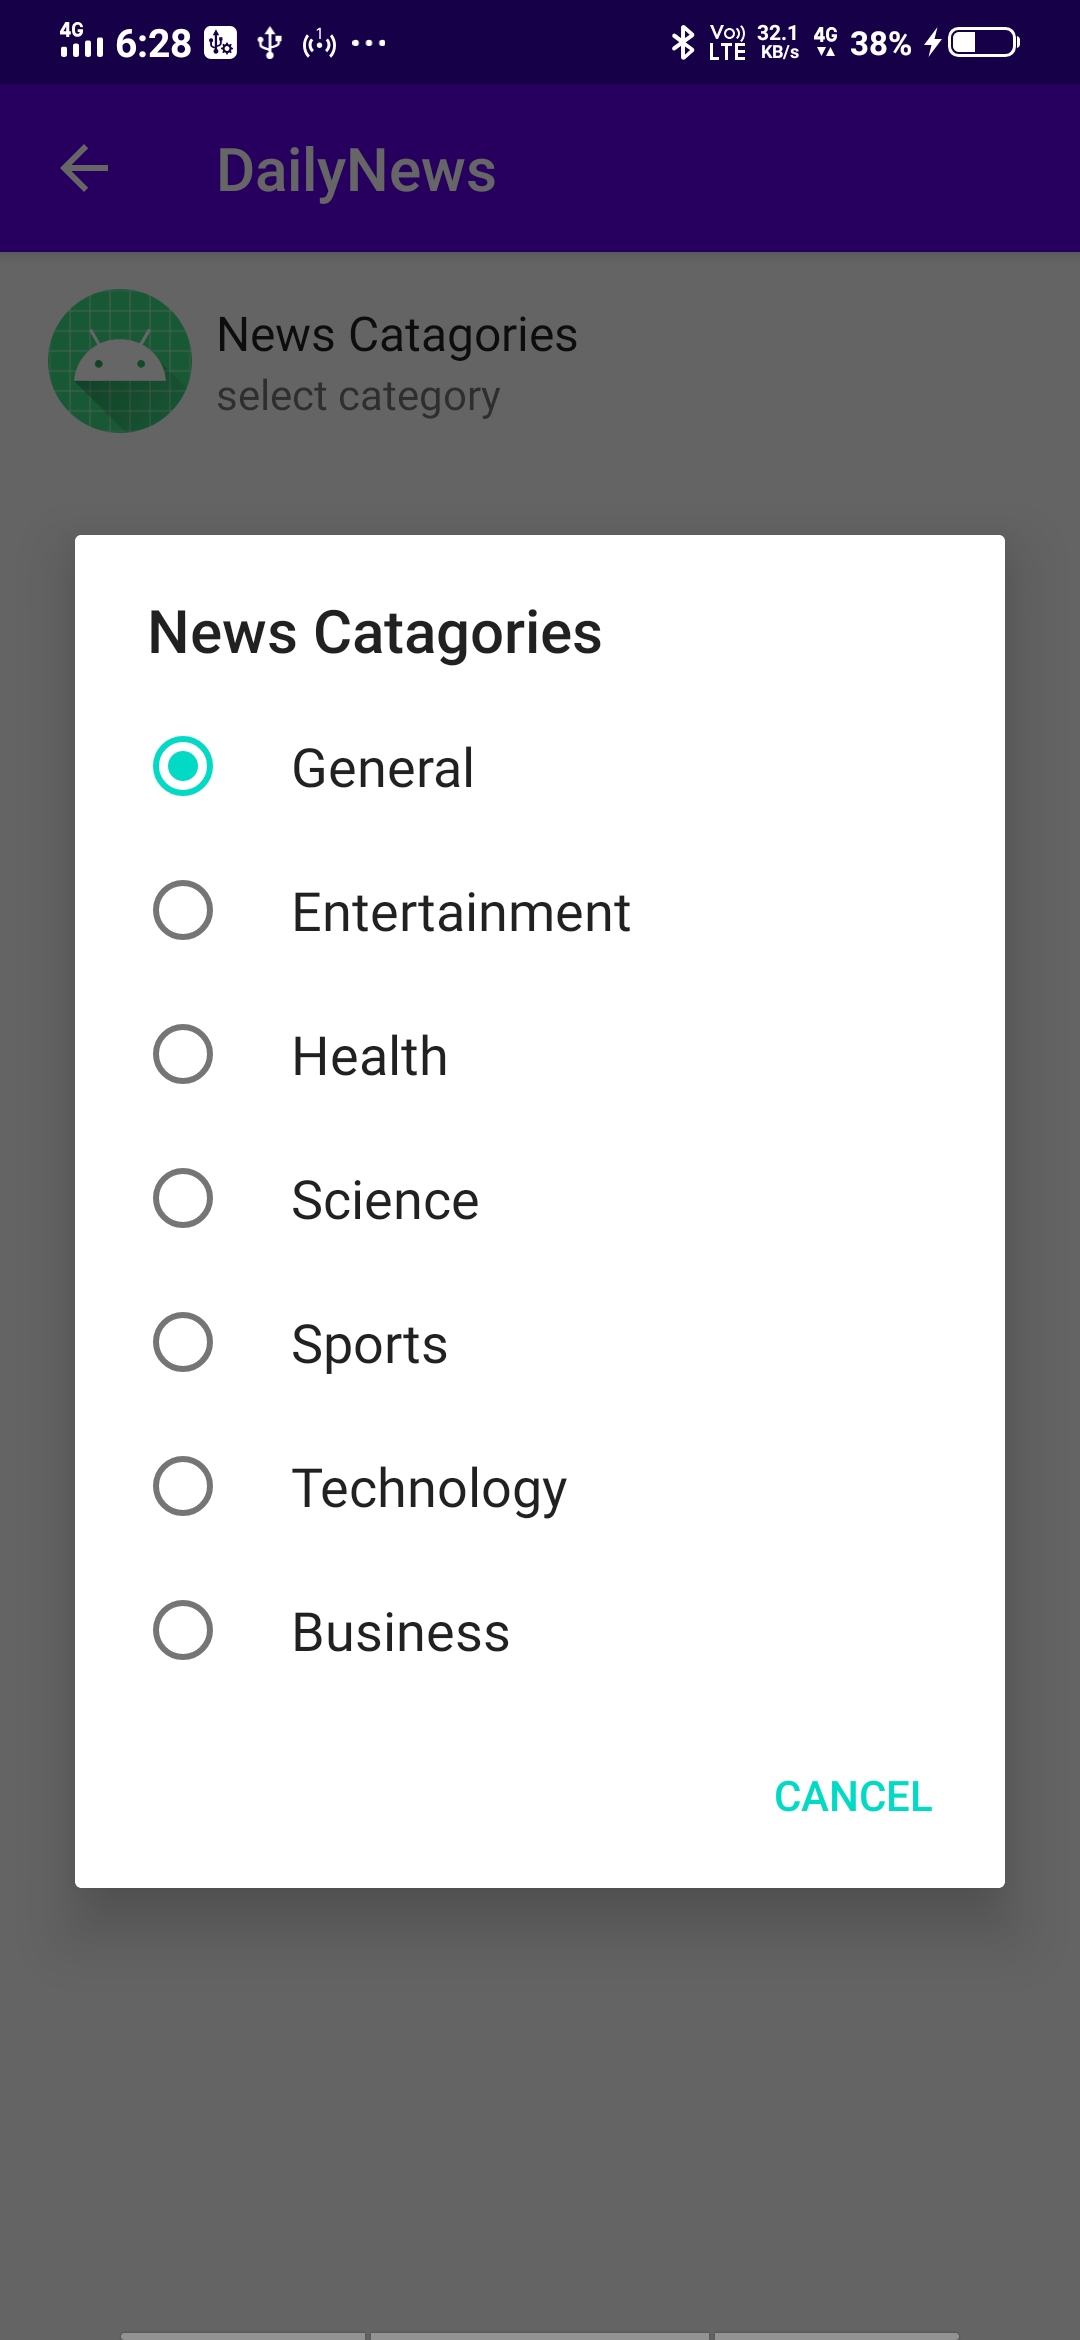 4G 6:28 1 ... Vo)) LTE 32.1 KB/s 4G 38%
DailyNews
News Catagories
select category
News Catagories
General
Entertainment
Health
Science
Sports
Technology
Business
CANCEL